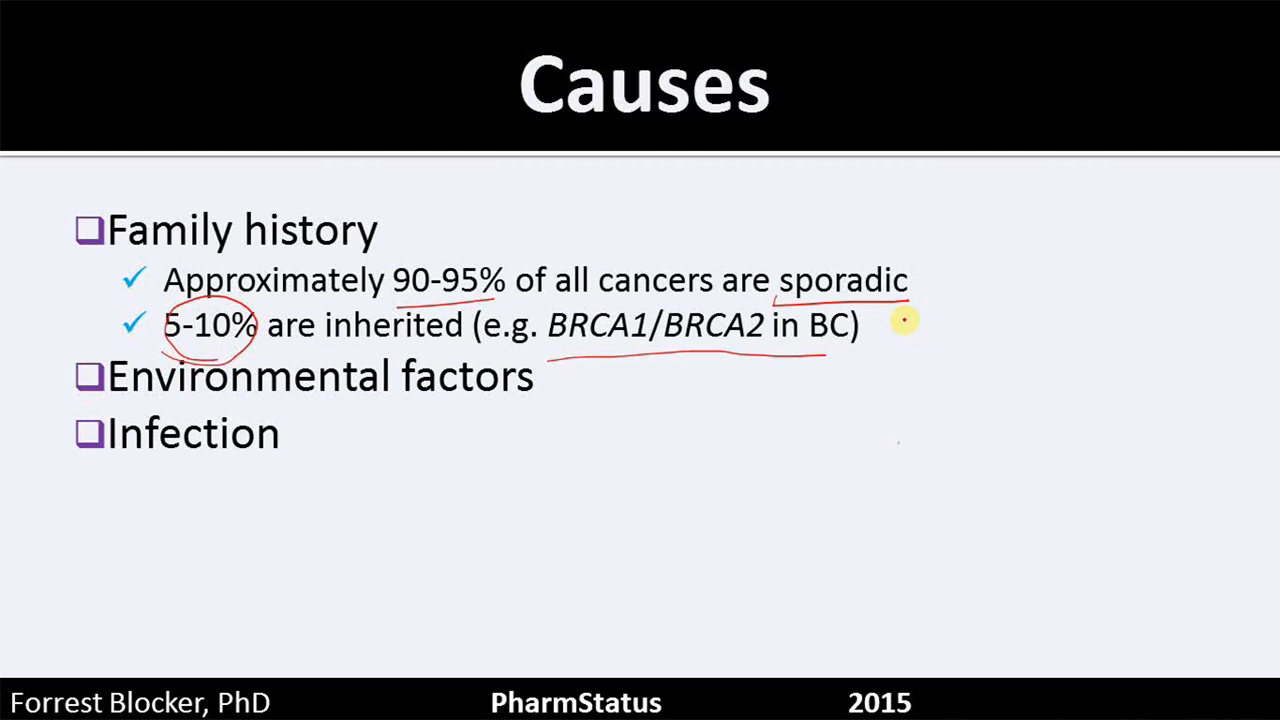 Causes
Family history
Approximately 90-95% of all cancers are sporadic
5-10% are inherited (e.g. BRCA1/BRCA2 in BC)
Environmental factors
Infection
Forrest Blocker, PhD PharmStatus 2015